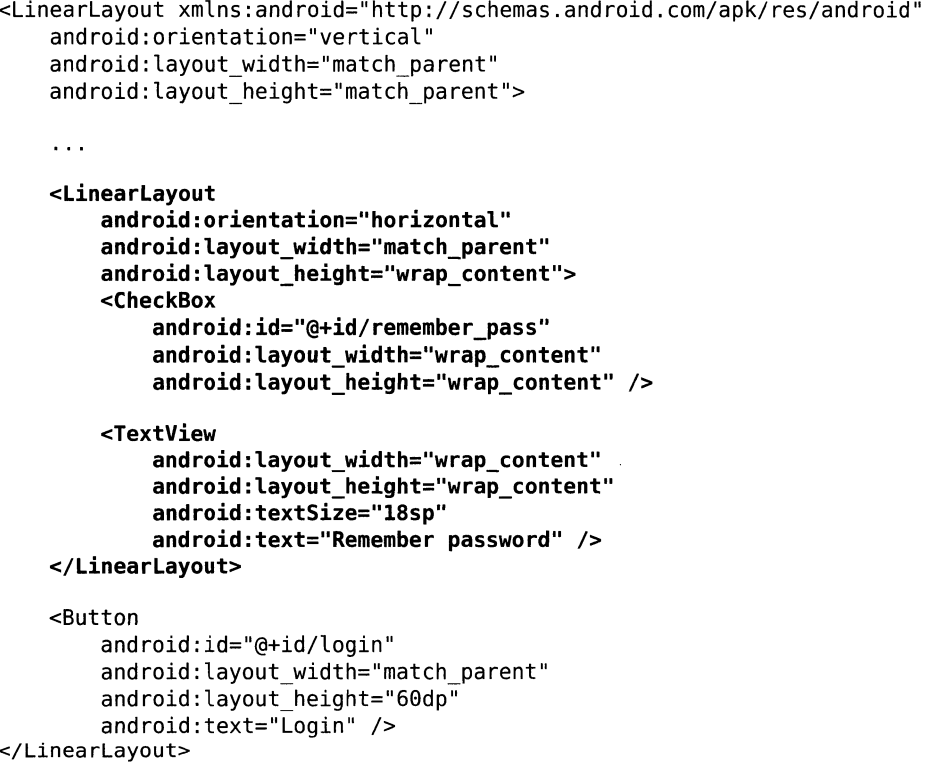 <LinearLayout xmlns:android="http://schemas.android.com/apk/res/android"
    android:orientation="vertical"
    android:layout_width="match_parent"
    android:layout_height="match_parent">

    ...

    <LinearLayout
        android:orientation="horizontal"
        android:layout_width="match_parent"
        android:layout_height="wrap_content">
        <CheckBox
            android:id="@+id/remember_pass"
            android:layout_width="wrap_content"
            android:layout_height="wrap_content" />

        <TextView
            android:layout_width="wrap_content"
            android:layout_height="wrap_content"
            android:textSize="18sp"
            android:text="Remember password" />
    </LinearLayout>

    <Button
        android:id="@+id/login"
        android:layout_width="match_parent"
        android:layout_height="60dp"
        android:text="Login" />
</LinearLayout>